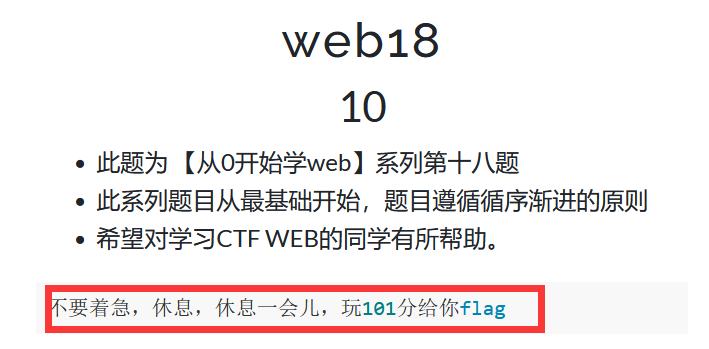 web18
10
此题为 【从0开始学web】系列第十八题
此系列题目从最基础开始，题目遵循循序渐进的原则
希望对学习CTF WEB的同学有所帮助。
不要着急，休息，休息一会儿，玩101分给你flag